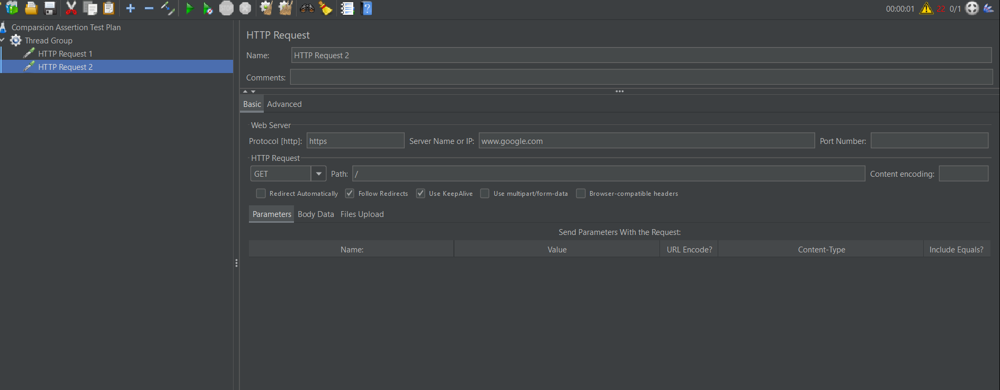 STOP
00:00:01 22 0/1
Comparsion Assertion Test Plan
Thread Group
HTTP Request 1
HTTP Request 2
HTTP Request
Name: HTTP Request 2
Comments:
Basic Advanced
Web Server
Protocol [http]: https Server Name or IP: www.google.com Port Number:
HTTP Request
GET Path: / Content encoding:
Redirect Automatically Follow Redirects Use KeepAlive Use multipart/form-data Browser-compatible headers
Parameters Body Data Files Upload
Send Parameters With the Request:
Name: Value URL Encode? Content-Type Include Equals?